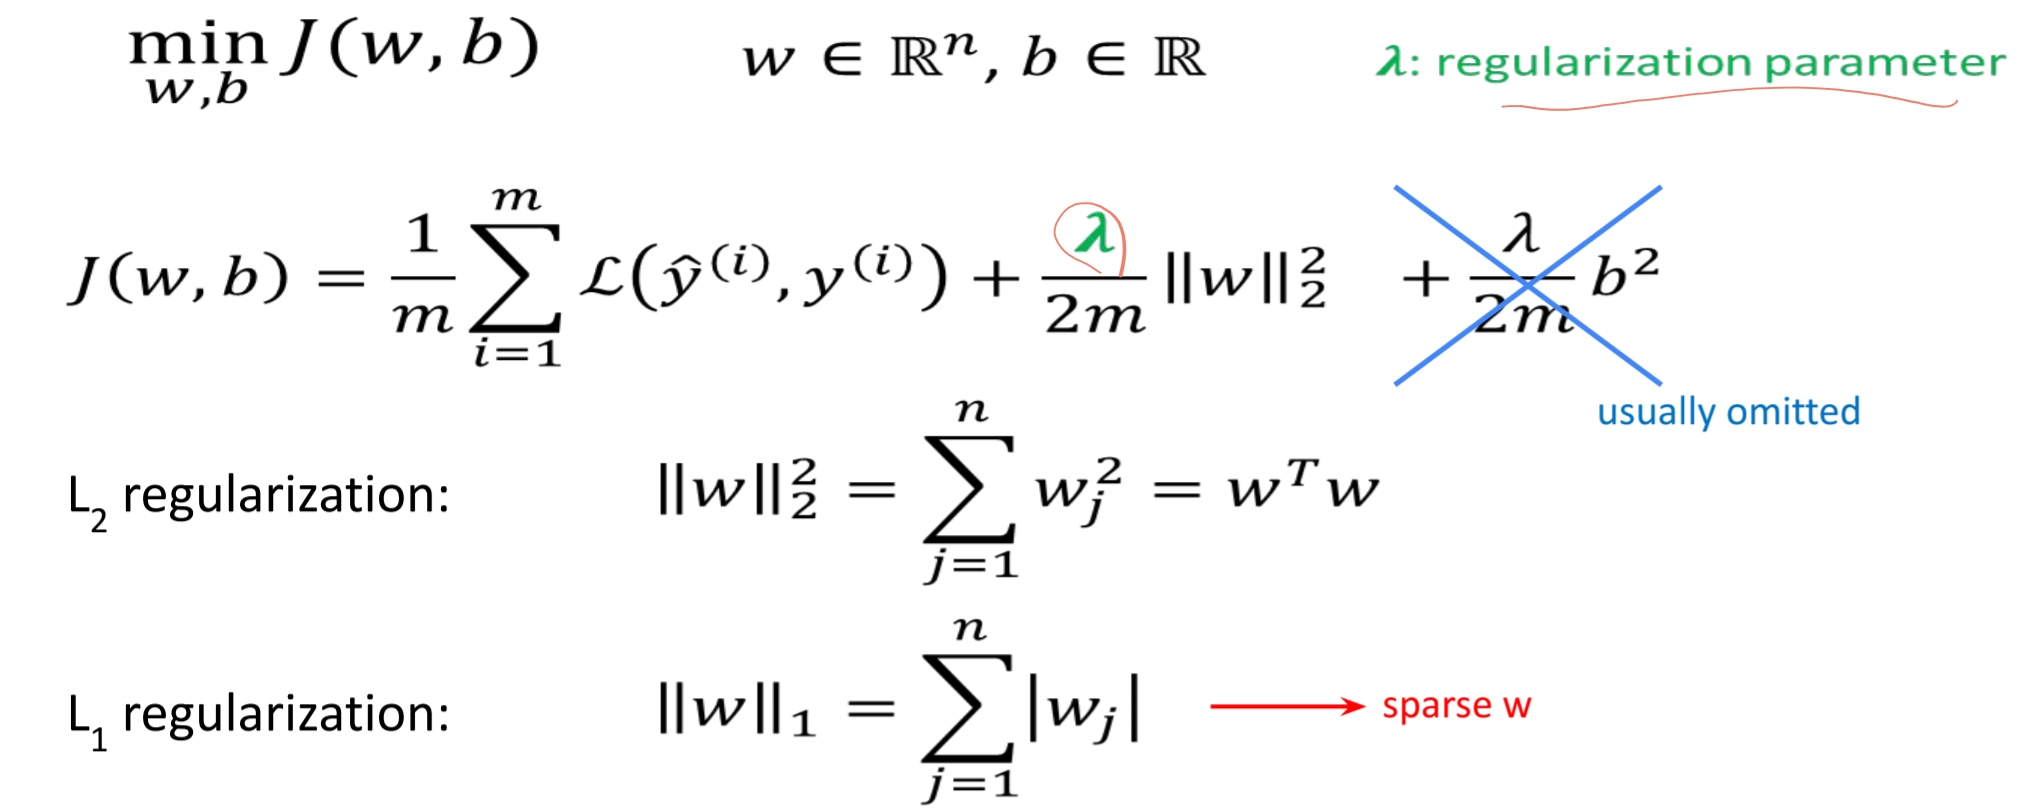 min J(w, b) w ∈ ℝⁿ, b ∈ ℝ λ: regularization parameter
w,b
J(w, b) = 1/m ∑_{i=1}^{m} ℒ(ŷ^{(i)}, y^{(i)}) + λ/2m ||w||₂² + λ/2m b²
usually omitted
L₂ regularization: ||w||₂² = ∑_{j=1}^{n} w_j² = wᵀw
L₁ regularization: ||w||₁ = ∑_{j=1}^{n} |w_j| → sparse w